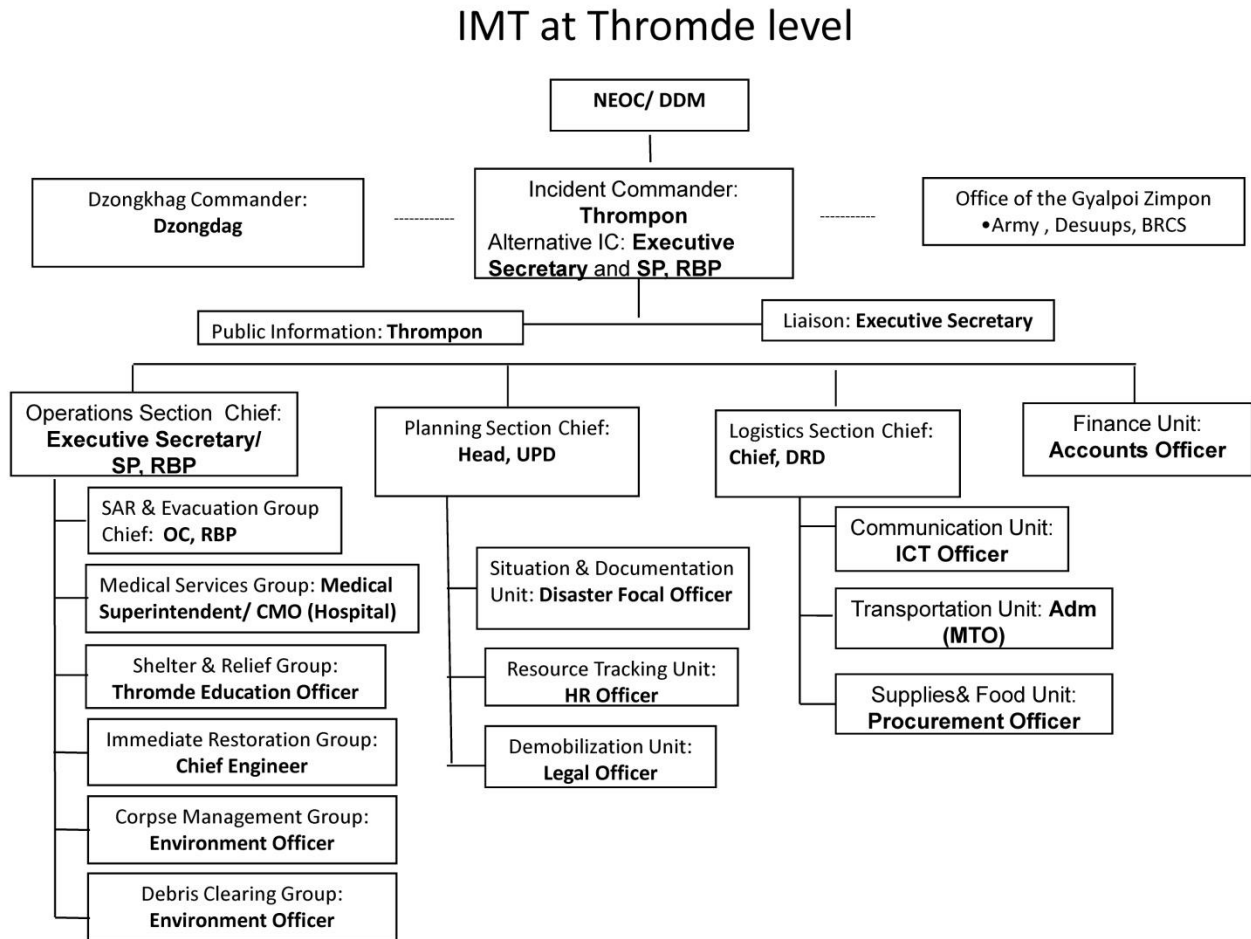 IMT at Thromde level
NEOC/ DDM
Dzongkhag Commander:
Dzongdag
Incident Commander:
Thrompon
Alternative IC: Executive
Secretary and SP, RBP
Office of the Gyalpoi Zimpon
•Army , Desuups, BRCS
Public Information: Thrompon
Liaison: Executive Secretary
Operations Section Chief:
Executive Secretary/
SP, RBP
SAR & Evacuation Group
Chief: OC, RBP
Medical Services Group: Medical
Superintendent/ CMO (Hospital)
Shelter & Relief Group:
Thromde Education Officer
Immediate Restoration Group:
Chief Engineer
Corpse Management Group:
Environment Officer
Debris Clearing Group:
Environment Officer
Planning Section Chief:
Head, UPD
Situation & Documentation
Unit: Disaster Focal Officer
Resource Tracking Unit:
HR Officer
Demobilization Unit:
Legal Officer
Logistics Section Chief:
Chief, DRD
Communication Unit:
ICT Officer
Transportation Unit: Adm
(MTO)
Supplies& Food Unit:
Procurement Officer
Finance Unit:
Accounts Officer